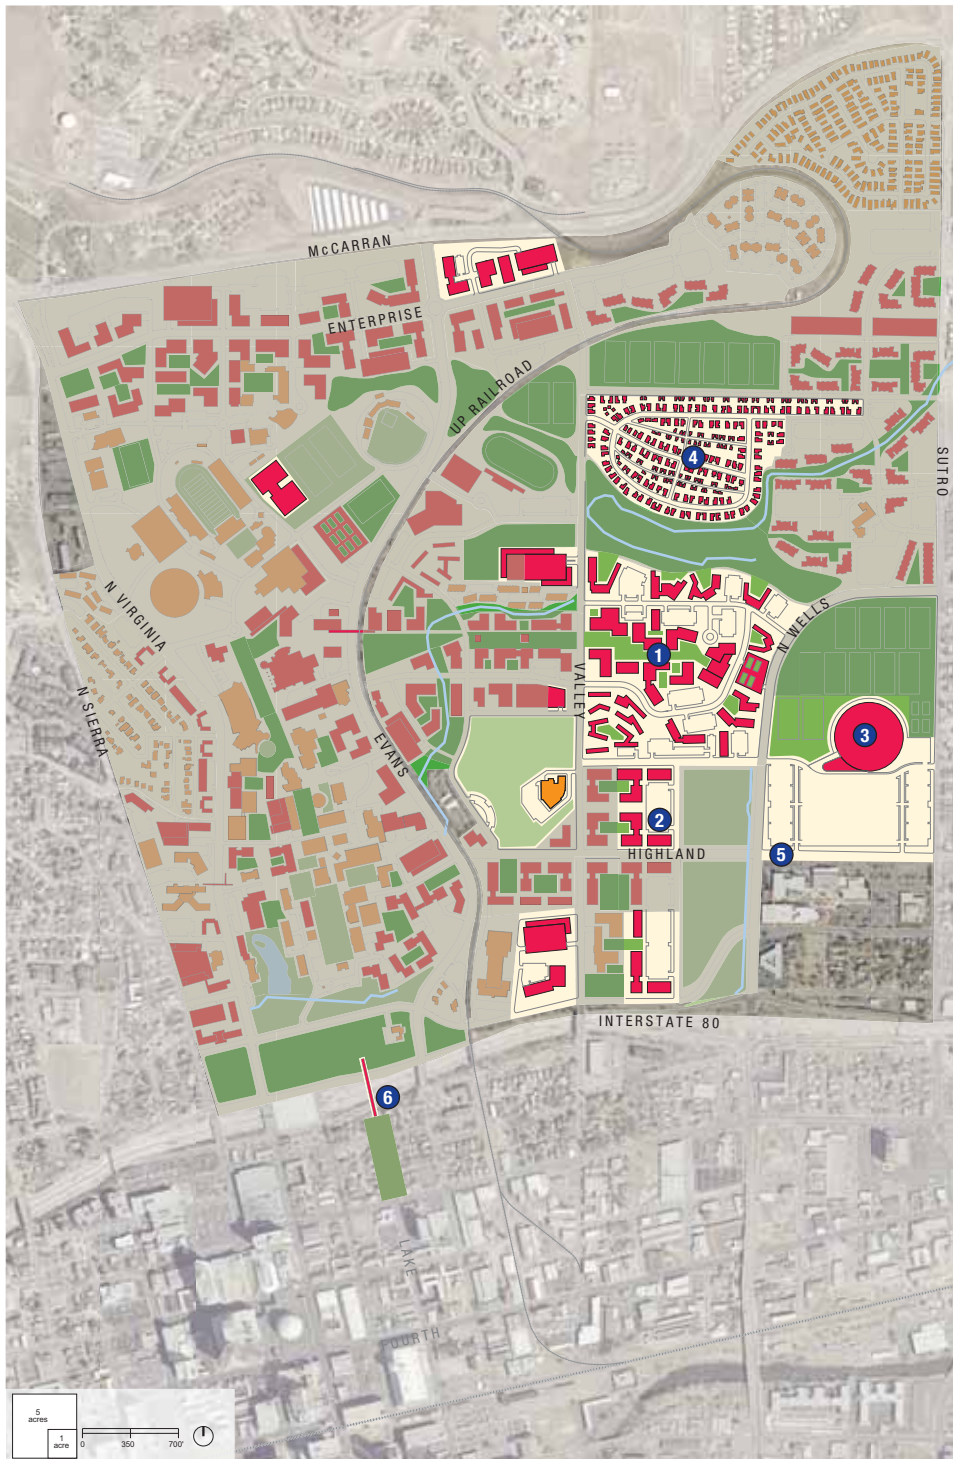 McCARRAN
ENTERPRISE
UP RAILROAD
4
SUTRO
N VIRGINIA
N WELLS
1
VALLEY
N SIERRA
3
EVANS
2
HIGHLAND
5
INTERSTATE 80
6
LAKE
FOURTH
5
acres
1
acre
0
350
700'